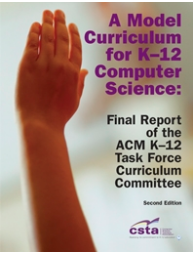 A Model
Curriculum
for K–12
Computer
Science:
Final Report
of the
ACM K–12
Task Force
Curriculum
Committee
Second Edition
csta